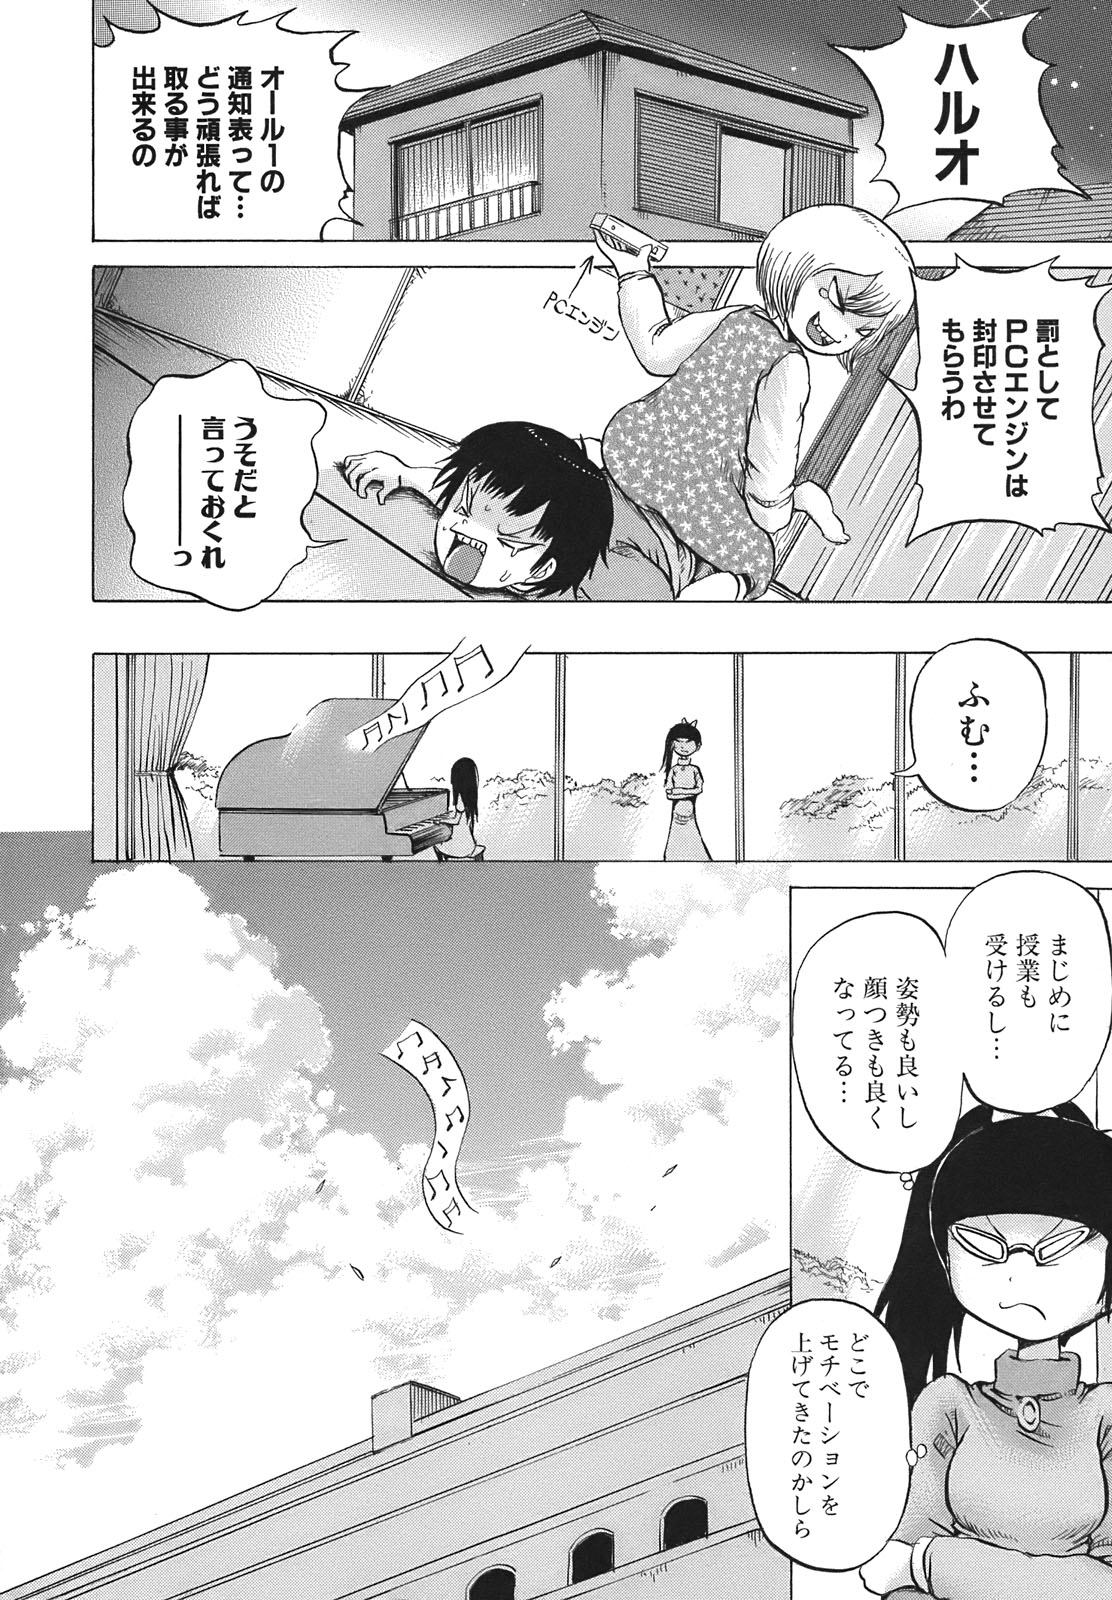 ハルオ
オール1の
通知表って…
どう頑張れば
取る事が
出来るの
罰として
PCエンジンは
封印させて
もらうわ
PCエンジン
うそだと
言っておくれ
――っ
ふむ…
まじめに
授業も
受けるし…
姿勢も良いし
顔つきも良く
なってる…
どこで
モチベーションを
上げてきたのかしら